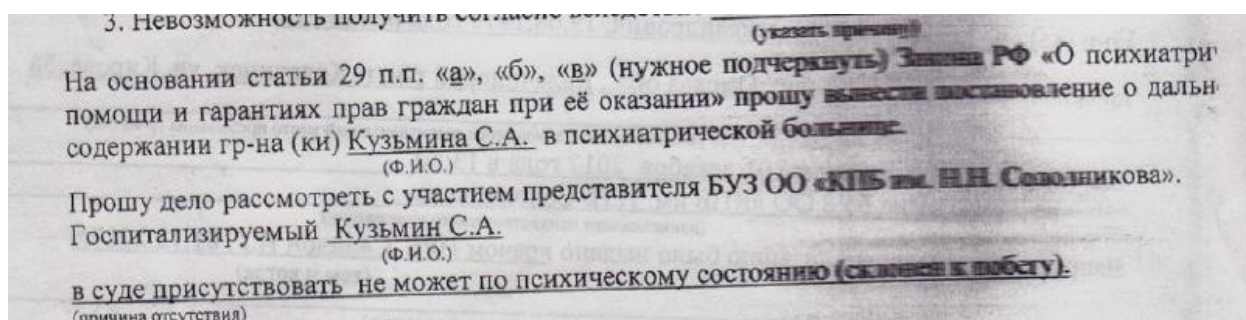 3. Невозможность получить согласие вследствие
(указать причину)
На основании статьи 29 п.п. «а», «б», «в» (нужное подчеркнуть) Закона РФ «О психиатри
помощи и гарантиях прав граждан при её оказании» прошу вынести постановление о дальн
содержании гр-на (ки) Кузьмина С.А. в психиатрической больнице.
(Ф.И.О.)
Прошу дело рассмотреть с участием представителя БУЗ ОО «КПБ им. Н.Н. Солодникова».
Госпитализируемый Кузьмин С.А.
(Ф.И.О.)
в суде присутствовать не может по психическому состоянию (склонен к побегу).
(причина отсутствия)